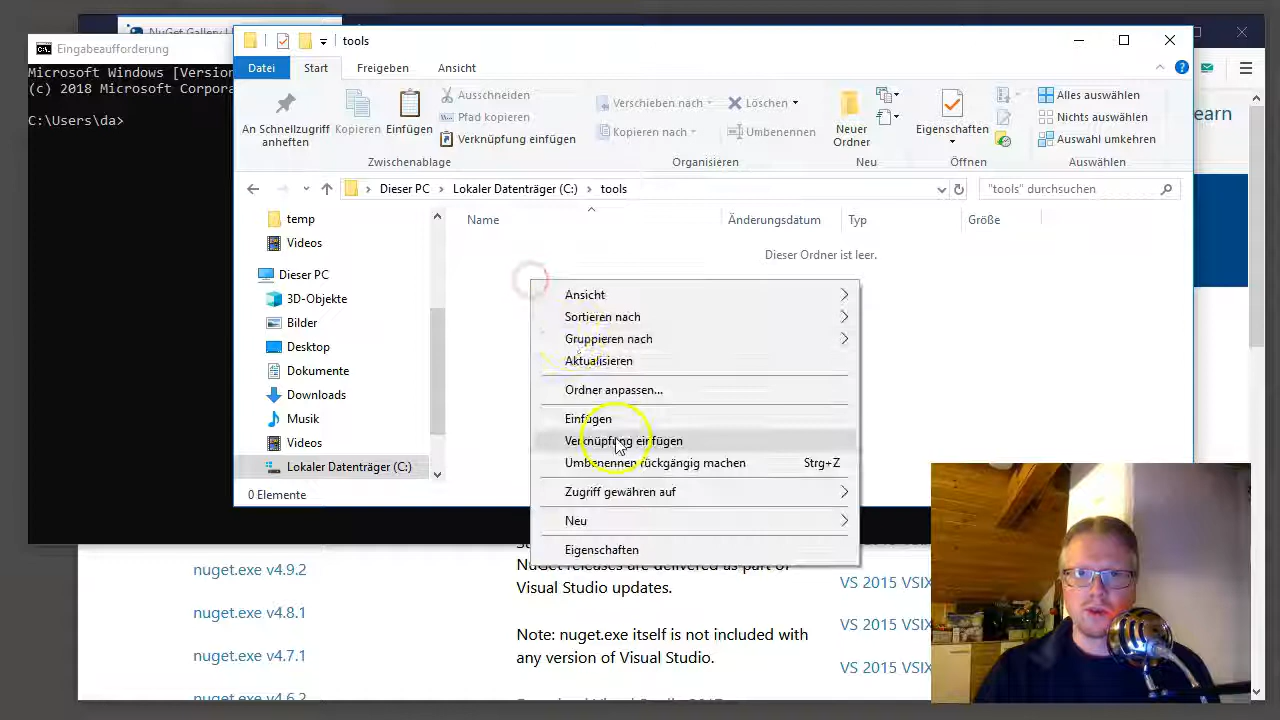 NuGet Gallery
Eingabeaufforderung
tools
Datei
Start
Freigeben
Ansicht
Microsoft Windows [Version
(c) 2018 Microsoft Corpora
C:\Users\da>
An Schnellzugriff
anheften
Kopieren
Einfügen
Ausschneiden
Pfad kopieren
Verknüpfung einfügen
Zwischenablage
Verschieben nach
Kopieren nach
Löschen
Umbenennen
Organisieren
Neuer
Ordner
Neu
Eigenschaften
Öffnen
Alles auswählen
Nichts auswählen
Auswahl umkehren
Auswählen
earn
Dieser PC
Lokaler Datenträger (C:)
tools
"tools" durchsuchen
temp
Videos
Dieser PC
3D-Objekte
Bilder
Desktop
Dokumente
Downloads
Musik
Videos
Lokaler Datenträger (C:)
0 Elemente
Name
Änderungsdatum
Typ
Größe
Dieser Ordner ist leer.
Ansicht
Sortieren nach
Gruppieren nach
Aktualisieren
Ordner anpassen...
Einfügen
Verknüpfung einfügen
Umbenennen rückgängig machen Strg+Z
Zugriff gewähren auf
Neu
Eigenschaften
nuget.exe v4.9.2
nuget.exe v4.8.1
nuget.exe v4.7.1
nuget.exe v4.6.2
NuGet releases are delivered as part of
Visual Studio updates.
Note: nuget.exe itself is not included with
any version of Visual Studio.
VS 2015 VSIX
VS 2015 VSIX
VS 2015 VSIX